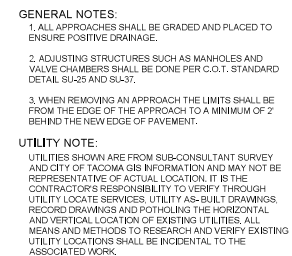 GENERAL NOTES:
1. ALL APPROACHES SHALL BE GRADED AND PLACED TO
ENSURE POSITIVE DRAINAGE.
2. ADJUSTING STRUCTURES SUCH AS MANHOLES AND
VALVE CHAMBERS SHALL BE DONE PER C.O.T. STANDARD
DETAIL SU-25 AND SU-37.
3. WHEN REMOVING AN APPROACH THE LIMITS SHALL BE
FROM THE EDGE OF THE APPROACH TO A MINIMUM OF 2'
BEHIND THE NEW EDGE OF PAVEMENT.
UTILITY NOTE:
UTILITIES SHOWN ARE FROM SUB-CONSULTANT SURVEY
AND CITY OF TACOMA GIS INFORMATION AND MAY NOT BE
REPRESENTATIVE OF ACTUAL LOCATION. IT IS THE
CONTRACTOR'S RESPONSIBILITY TO VERIFY THROUGH
UTILITY LOCATE SERVICES, UTILITY AS- BUILT DRAWINGS,
RECORD DRAWINGS AND POTHOLING THE HORIZONTAL
AND VERTICAL LOCATION OF EXISTING UTILITIES, ALL
MEANS AND METHODS TO RESEARCH AND VERIFY EXISTING
UTILITY LOCATIONS SHALL BE INCIDENTAL TO THE
ASSOCIATED WORK.